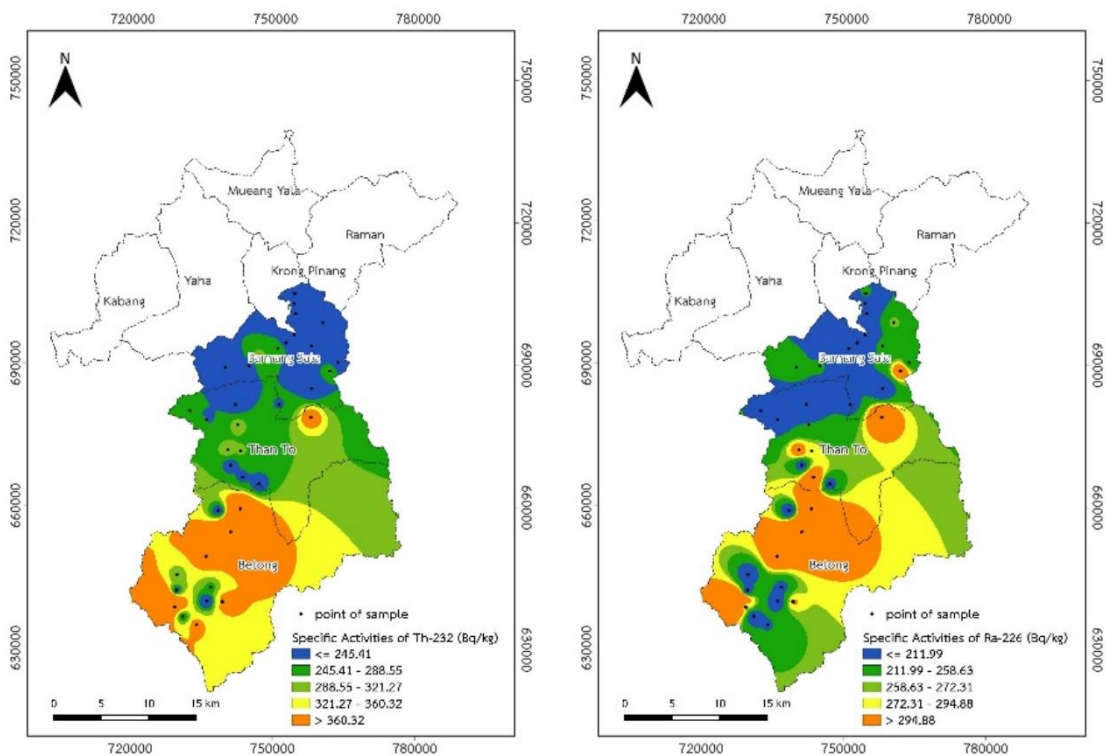 720000 750000 780000
N
750000 750000
Mueang Yala
720000 720000
Raman
Krong Pinang
Yaha
Kabang
690000 690000
Bannang Sata
Than To
660000 660000
Betong
630000 630000
point of sample
Specific Activities of Th-232 (Bq/kg)
<= 245.41
245.41 - 288.55
288.55 - 321.27
321.27 - 360.32
> 360.32
0 5 10 15 km
720000 750000 780000
720000 750000 780000
N
750000 750000
Mueang Yala
720000 720000
Raman
Krong Pinang
Yaha
Kabang
690000 690000
Bannang Sata
Than To
660000 660000
Betong
630000 630000
point of sample
Specific Activities of Ra-226 (Bq/kg)
<= 211.99
211.99 - 258.63
258.63 - 272.31
272.31 - 294.88
> 294.88
0 5 10 15 km
720000 750000 780000